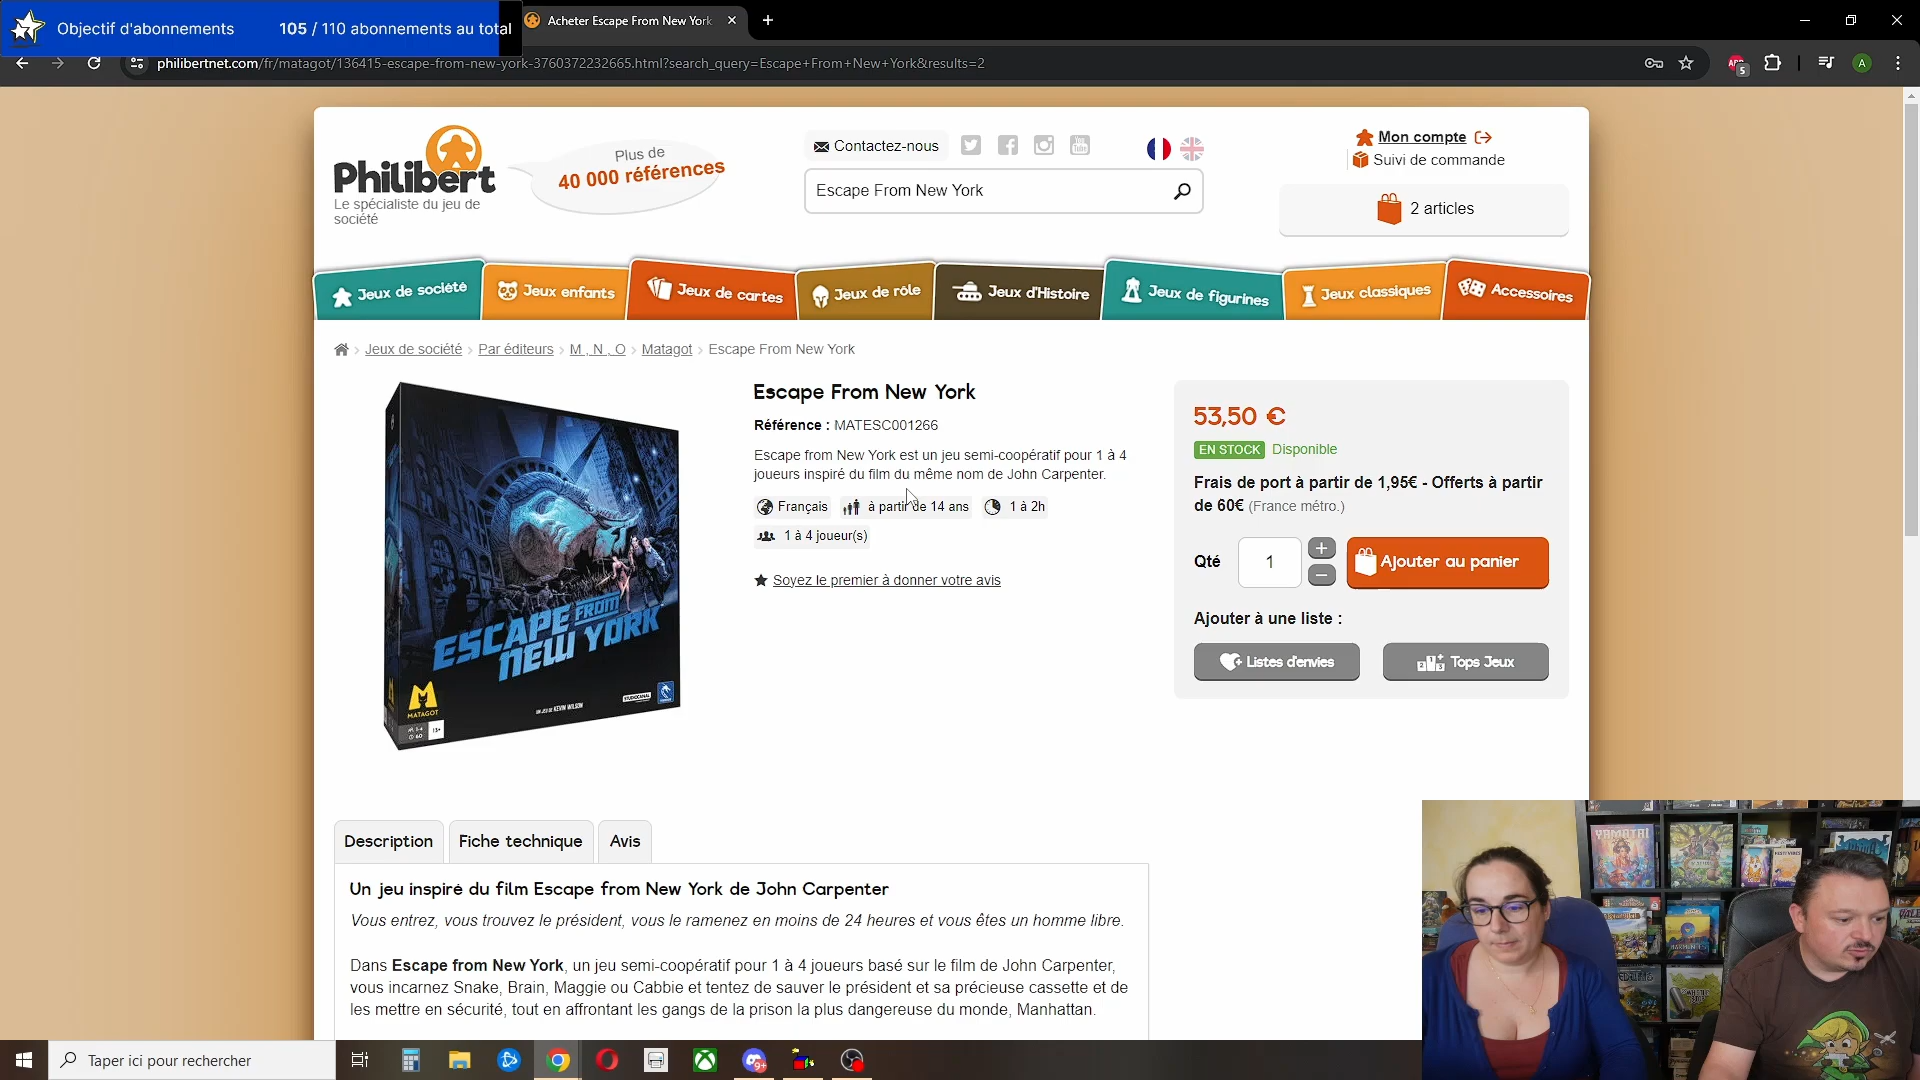 Objectif d'abonnements
105 / 110 abonnements au total
Acheter Escape From New York
philibertnet.com/fr/matagot/136415-escape-from-new-york-3760372232665.html?search_query=Escape+From+New+York&results=2
5
A
Philibert
Le spécialiste du jeu de
société
Plus de
40 000 références
Contactez-nous
Escape From New York
Mon compte
Suivi de commande
2 articles
Jeux de société
Jeux enfants
Jeux de cartes
Jeux de rôle
Jeux d'Histoire
Jeux de figurines
Jeux classiques
Accessoires
Jeux de société > Par éditeurs > M , N , O > Matagot > Escape From New York
ESCAPE FROM
NEW YORK
MATAGOT
UN JEU DE KEVIN WILSON
STUDIOCANAL
Escape From New York
Référence : MATESC001266
Escape from New York est un jeu semi-coopératif pour 1 à 4
joueurs inspiré du film du même nom de John Carpenter.
Français
à partir de 14 ans
1 à 2h
1 à 4 joueur(s)
Soyez le premier à donner votre avis
53,50 €
EN STOCK Disponible
Frais de port à partir de 1,95€ - Offerts à partir
de 60€ (France métro.)
Qté
1
Ajouter au panier
Ajouter à une liste :
Listes d'envies
Tops Jeux
Description
Fiche technique
Avis
Un jeu inspiré du film Escape from New York de John Carpenter
Vous entrez, vous trouvez le président, vous le ramenez en moins de 24 heures et vous êtes un homme libre.
Dans Escape from New York, un jeu semi-coopératif pour 1 à 4 joueurs basé sur le film de John Carpenter,
vous incarnez Snake, Brain, Maggie ou Cabbie et tentez de sauver le président et sa précieuse cassette et de
les mettre en sécurité, tout en affrontant les gangs de la prison la plus dangereuse du monde, Manhattan.
YAMATAI
Taper ici pour rechercher
9+